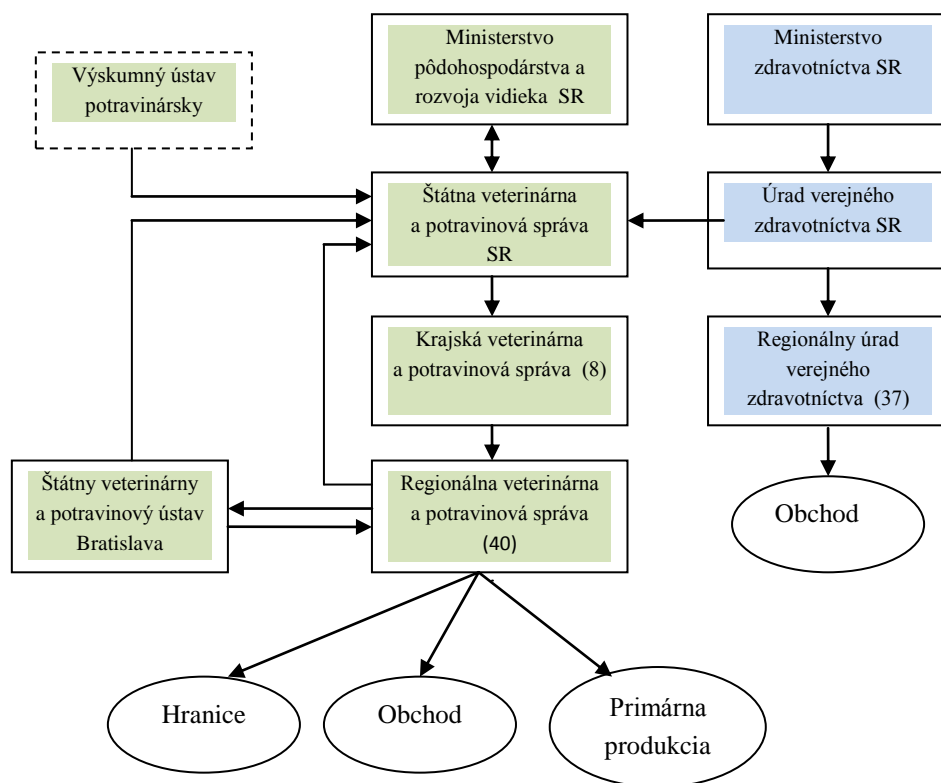 Výskumný ústav
potravinársky
Ministerstvo
pôdohospodárstva a
rozvoja vidieka SR
Ministerstvo
zdravotníctva SR
Štátna veterinárna
a potravinová správa
SR
Úrad verejného
zdravotníctva SR
Krajská veterinárna
a potravinová správa (8)
Regionálny úrad
verejného
zdravotníctva (37)
Štátny veterinárny
a potravinový ústav
Bratislava
Regionálna veterinárna
a potravinová správa
(40)
Obchod
Hranice
Obchod
Primárna
produkcia